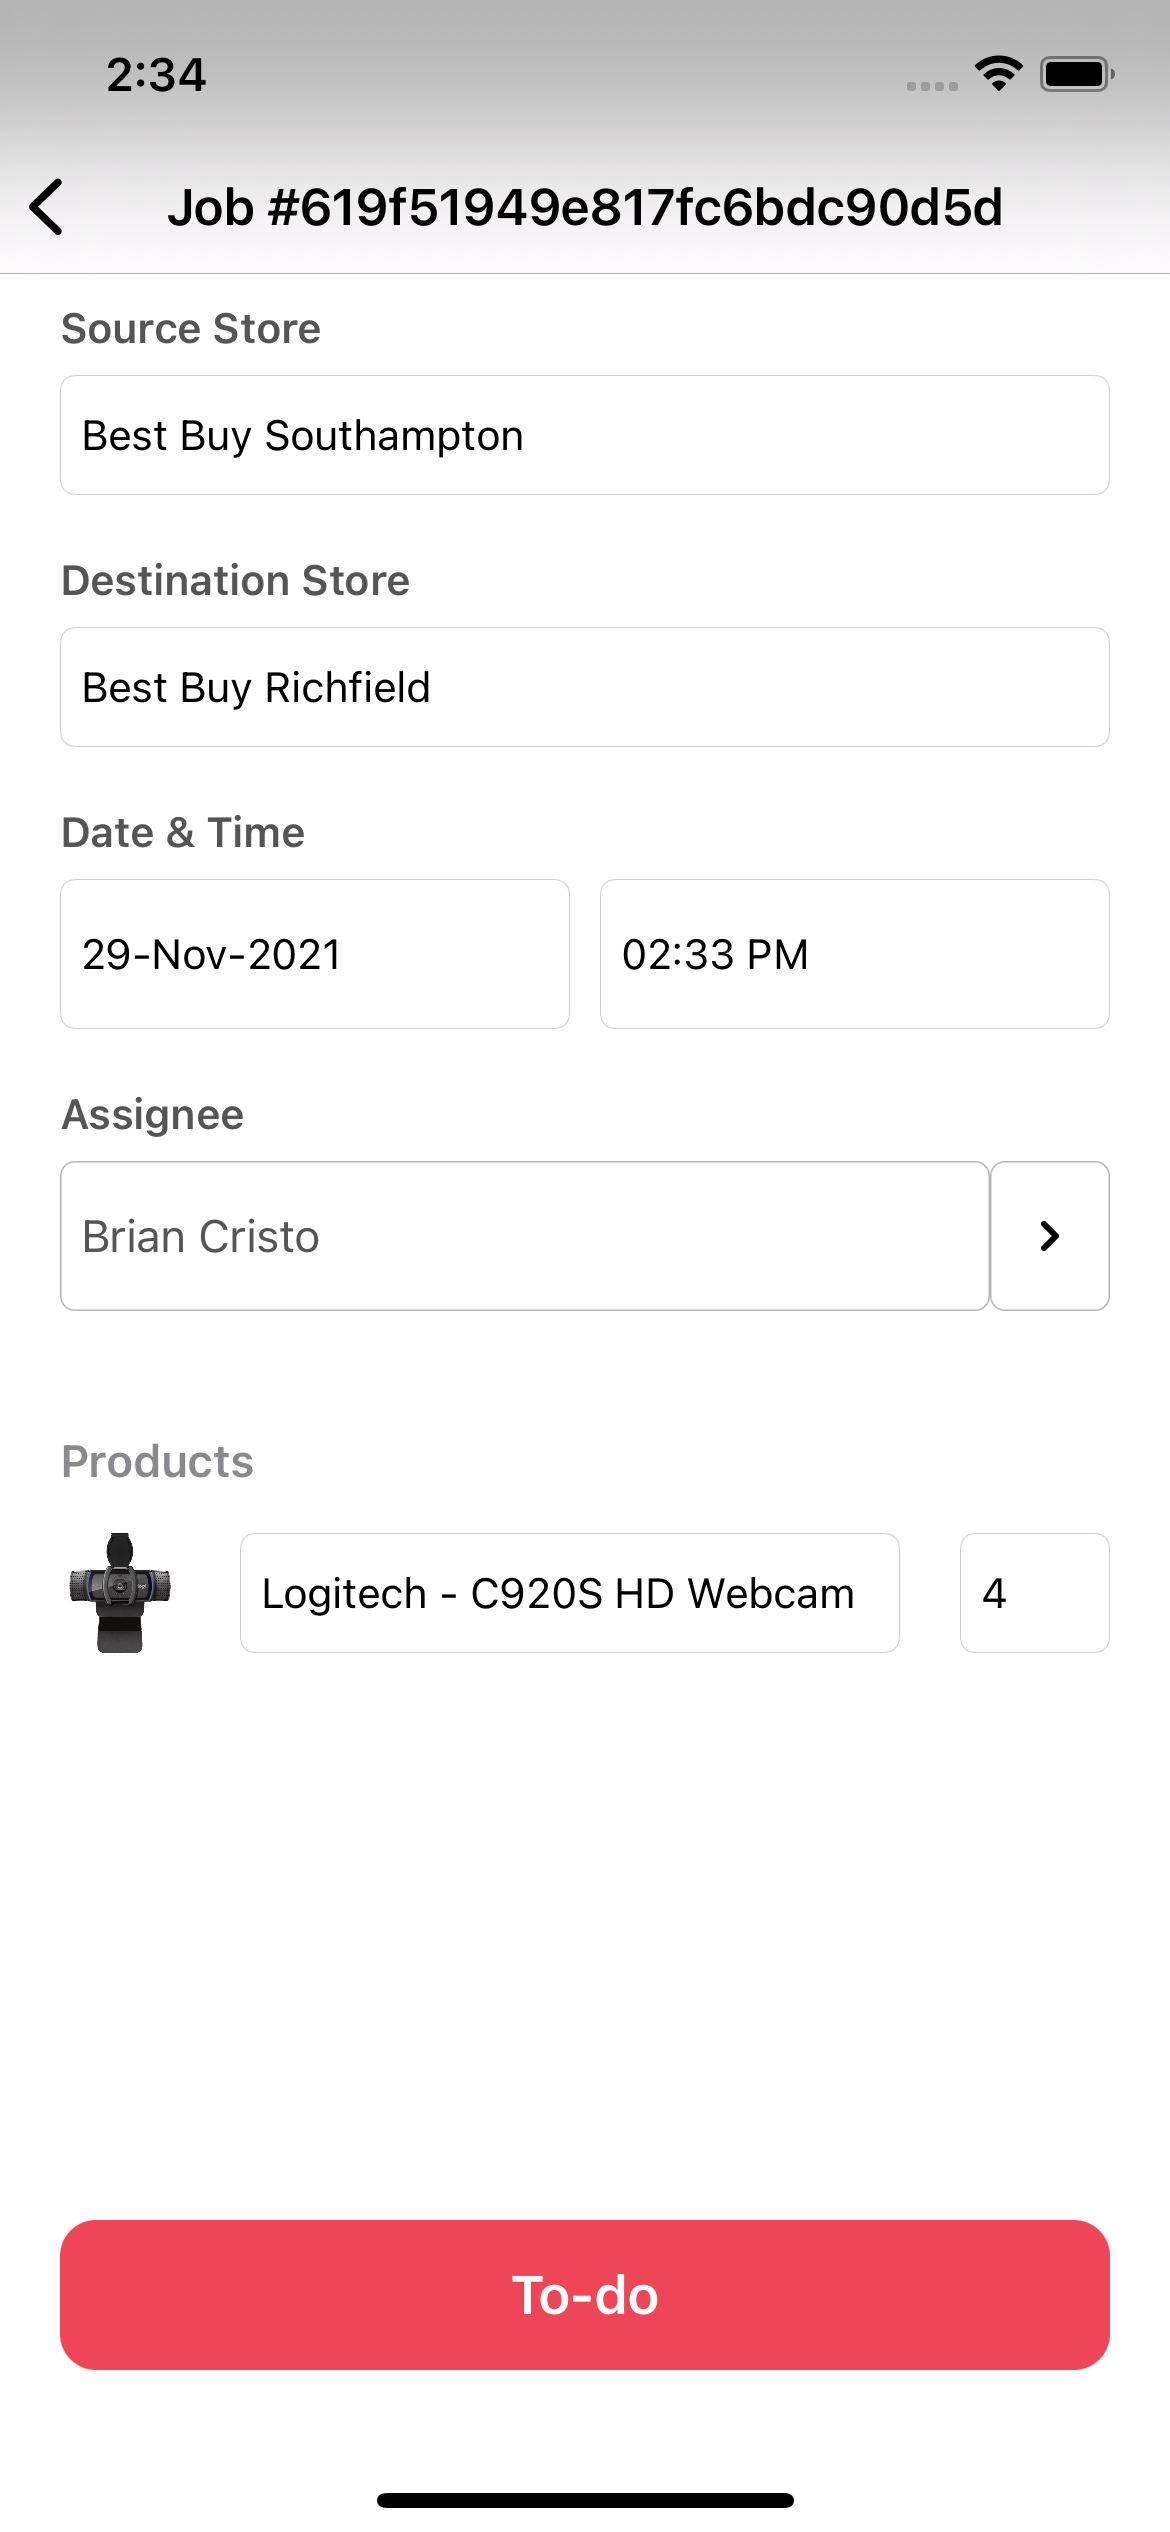 2:34
Job #619f51949e817fc6bdc90d5d
Source Store
Best Buy Southampton
Destination Store
Best Buy Richfield
Date & Time
29-Nov-2021 02:33 PM
Assignee
Brian Cristo
Products
Logitech - C920S HD Webcam 4
To-do